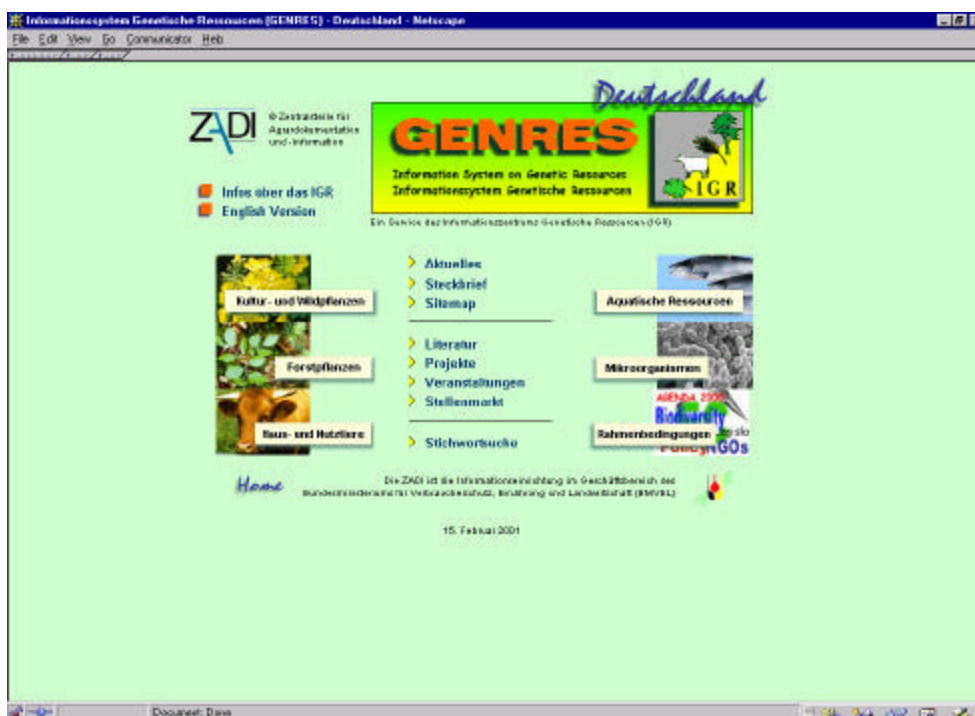 Informationssystem Genetische Ressourcen (GENRES) - Deutschland - Netscape
File Edit View Go Communicator Help
Deutschland
ZADI
© Zentralstelle für
Agrardokumentation
und -information
GENRES
Information System on Genetic Resources
Informationssystem Genetische Ressourcen
IGR
Infos über das IGR
English Version
Ein Service des Informationszentrums Genetische Ressourcen (IGR)
Kultur- und Wildpflanzen
Forstpflanzen
Haus- und Nutztiere
Aktuelles
Steckbrief
Sitemap
Literatur
Projekte
Veranstaltungen
Stellenmarkt
Stichwortsuche
Aquatische Ressourcen
Mikroorganismen
AGENDA 2000
Biodiversity
Rahmenbedingungen
Policy NGOs
Home
Die ZADI ist die Informationseinrichtung im Geschäftsbereich des
Bundesministeriums für Verbraucherschutz, Ernährung und Landwirtschaft (BMVEL)
15. Februar 2001
Document: Done